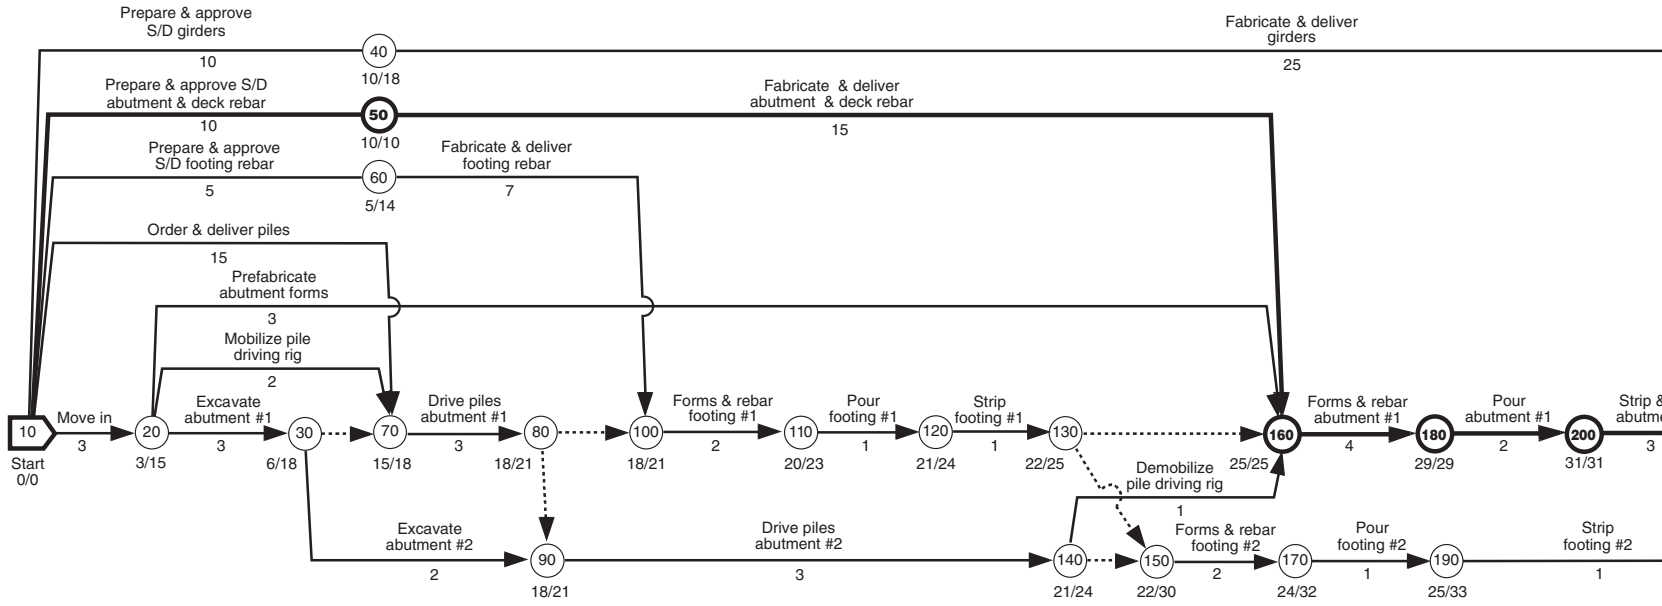 Prepare & approve
S/D girders
10
40
10/18
Fabricate & deliver
girders
25
Prepare & approve S/D
abutment & deck rebar
10
50
10/10
Fabricate & deliver
abutment & deck rebar
15
Prepare & approve
S/D footing rebar
5
60
5/14
Fabricate & deliver
footing rebar
7
Order & deliver piles
15
Prefabricate
abutment forms
3
Mobilize pile
driving rig
2
10
Start
0/0
Move in
3
20
3/15
Excavate
abutment #1
3
30
6/18
70
15/18
Drive piles
abutment #1
3
80
18/21
100
18/21
Forms & rebar
footing #1
2
110
20/23
Pour
footing #1
1
120
21/24
Strip
footing #1
1
130
22/25
160
25/25
Forms & rebar
abutment #1
4
180
29/29
Pour
abutment #1
2
200
31/31
Strip &
abutme
3
Demobilize
pile driving rig
1
Excavate
abutment #2
2
90
18/21
Drive piles
abutment #2
3
140
21/24
150
22/30
Forms & rebar
footing #2
2
170
24/32
Pour
footing #2
1
190
25/33
Strip
footing #2
1